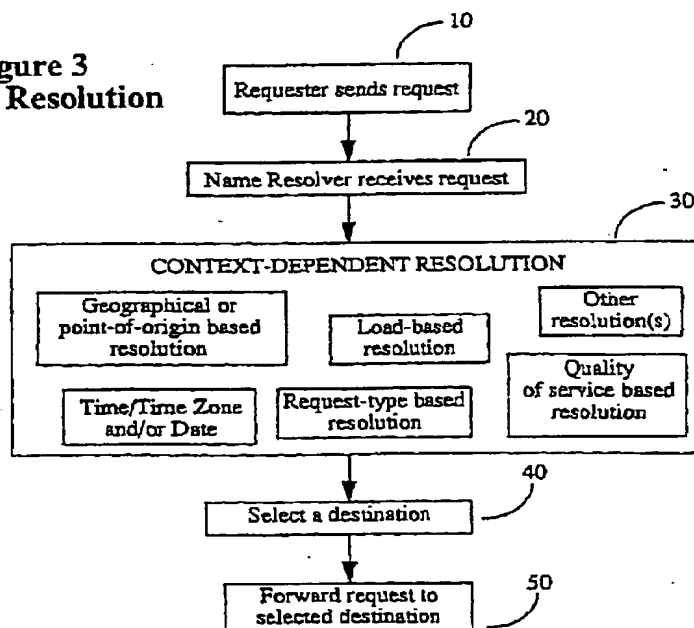 gure 3
Resolution
10
Requester sends request
20
Name Resolver receives request
30
CONTEXT-DEPENDENT RESOLUTION
Geographical or
point-of-origin based
resolution
Load-based
resolution
Other
resolution(s)
Time/Time Zone
and/or Date
Request-type based
resolution
Quality
of service based
resolution
40
Select a destination
50
Forward request to
selected destination